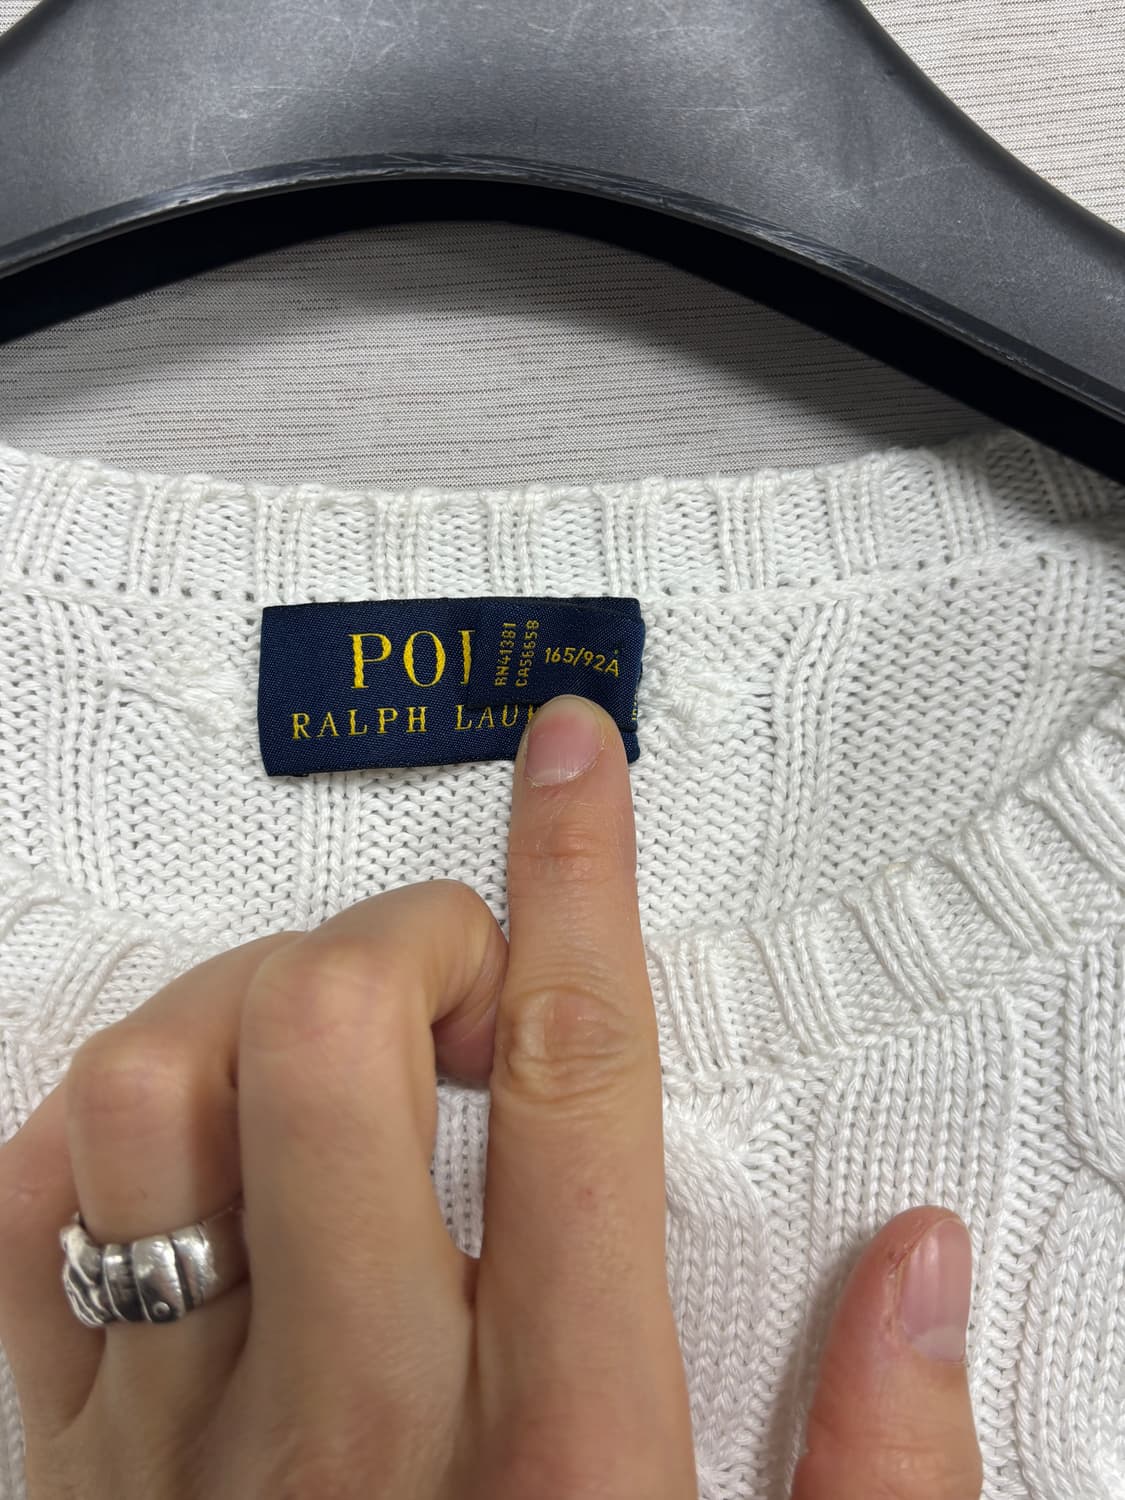 POL
RALPH LAU
RN41381
CA56658
165/92A